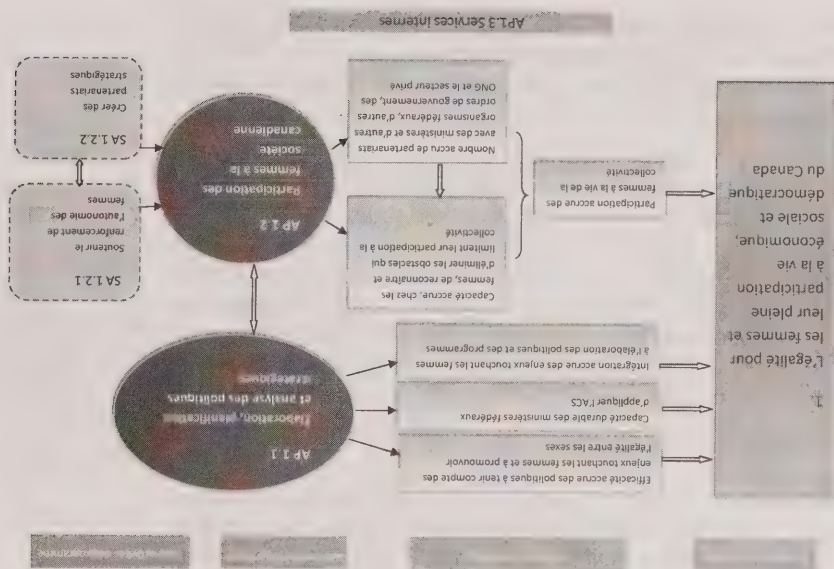 1.
L'égalité pour
les femmes et
leur pleine
participation
à la vie
économique,
sociale et
démocratique
du Canada
Efficacité accrue des politiques à tenir compte des
enjeux touchant les femmes et à promouvoir
l'égalité entre les sexes
Capacité durable des ministères fédéraux
d'appliquer l'ACS
Intégration accrue des enjeux touchant les femmes
à l'élaboration des politiques et des programmes
AP 1.1
Élaboration, planification
et analyse des politiques
stratégiques
Participation accrue des
femmes à la vie de la
collectivité
Capacité accrue, chez les
femmes, de reconnaître et
d'éliminer les obstacles qui
limitent leur participation à la
collectivité
Nombre accru de partenariats
avec des ministères et d'autres
organismes fédéraux, d'autres
ordres de gouvernement, des
ONG et le secteur privé
AP 1.2
Participation des
femmes à la
société
canadienne
SA 1.2.1
Soutenir le
renforcement de
l'autonomie des
femmes
SA 1.2.2
Créer des
partenariats
stratégiques
AP1.3 Services internes